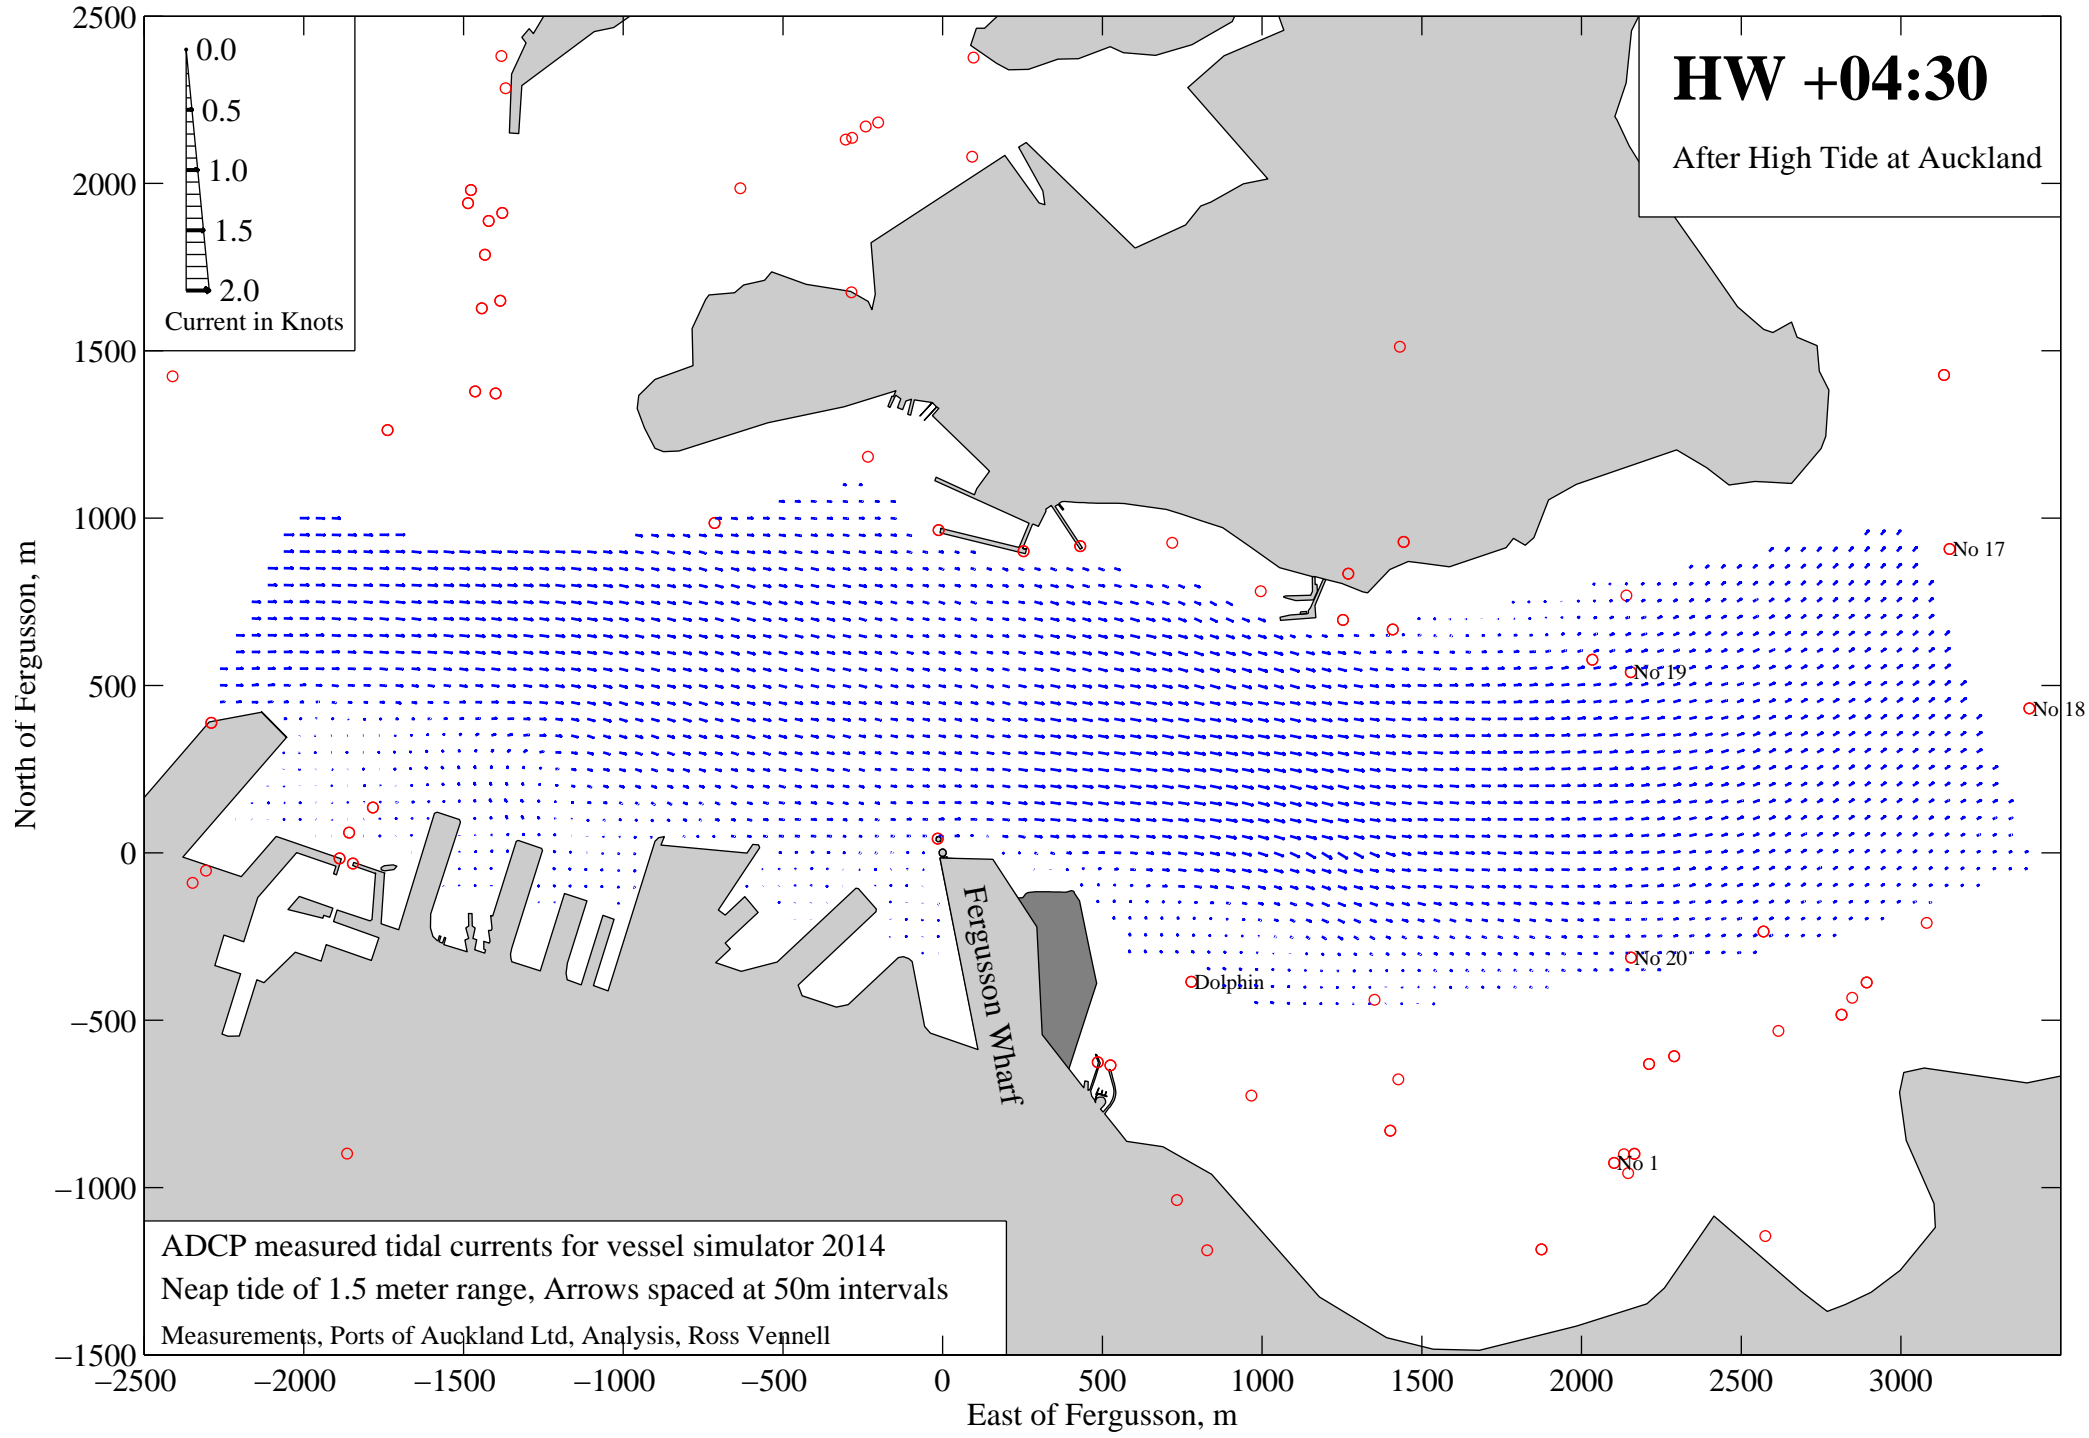 2500
2000
1500
1000
500
0
−500
−1000
−1500
−2500
−2000
−1500
−1000
−500
0
500
1000
1500
2000
2500
3000
North of Fergusson, m
East of Fergusson, m
0.0
0.5
1.0
1.5
2.0
Current in Knots
HW +04:30
After High Tide at Auckland
No 17
No 19
No 18
No 20
Dolphin
No 1
Fergusson Wharf
ADCP measured tidal currents for vessel simulator 2014
Neap tide of 1.5 meter range, Arrows spaced at 50m intervals
Measurements, Ports of Auckland Ltd, Analysis, Ross Vennell